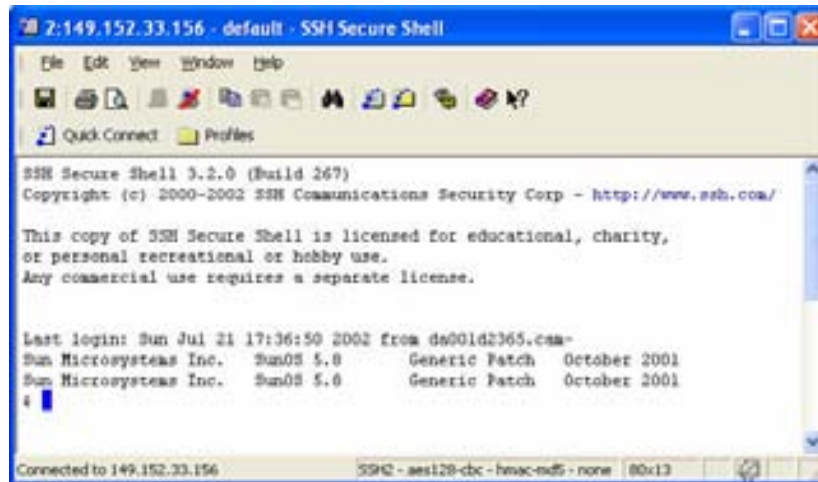 2:149.152.33.156 - default - SSH Secure Shell
File Edit View Window Help
Quick Connect Profiles
SSH Secure Shell 3.2.0 (Build 267)
Copyright (c) 2000-2002 SSH Communications Security Corp - http://www.ssh.com/
This copy of SSH Secure Shell is licensed for educational, charity,
or personal recreational or hobby use.
Any commercial use requires a separate license.
Last login: Sun Jul 21 17:36:50 2002 from da001d2365.cam-
Sun Microsystems Inc. SunOS 5.8 Generic Patch October 2001
Sun Microsystems Inc. SunOS 5.8 Generic Patch October 2001
Connected to 149.152.33.156 SSH2 - aes128-cbc - hmac-md5 - none 80x13